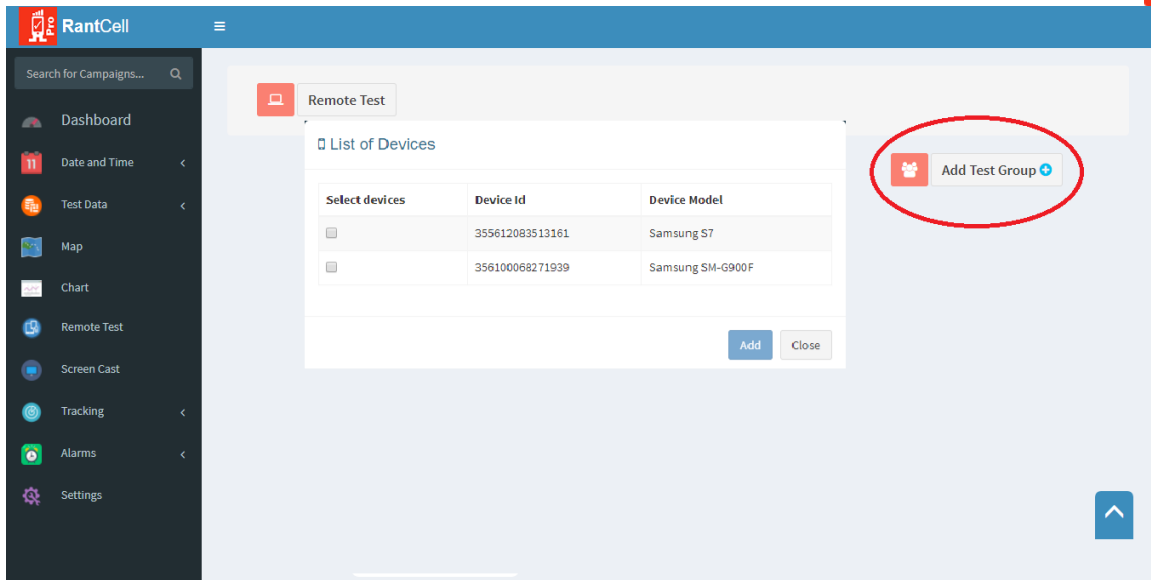 Pro RantCell
Search for Campaigns...
Dashboard
11 Date and Time
Test Data
Map
Chart
Remote Test
Screen Cast
Tracking
Alarms
Settings
Remote Test
List of Devices
Select devices Device Id Device Model
355612083513161 Samsung S7
356100068271939 Samsung SM-G900F
Add Close
Add Test Group